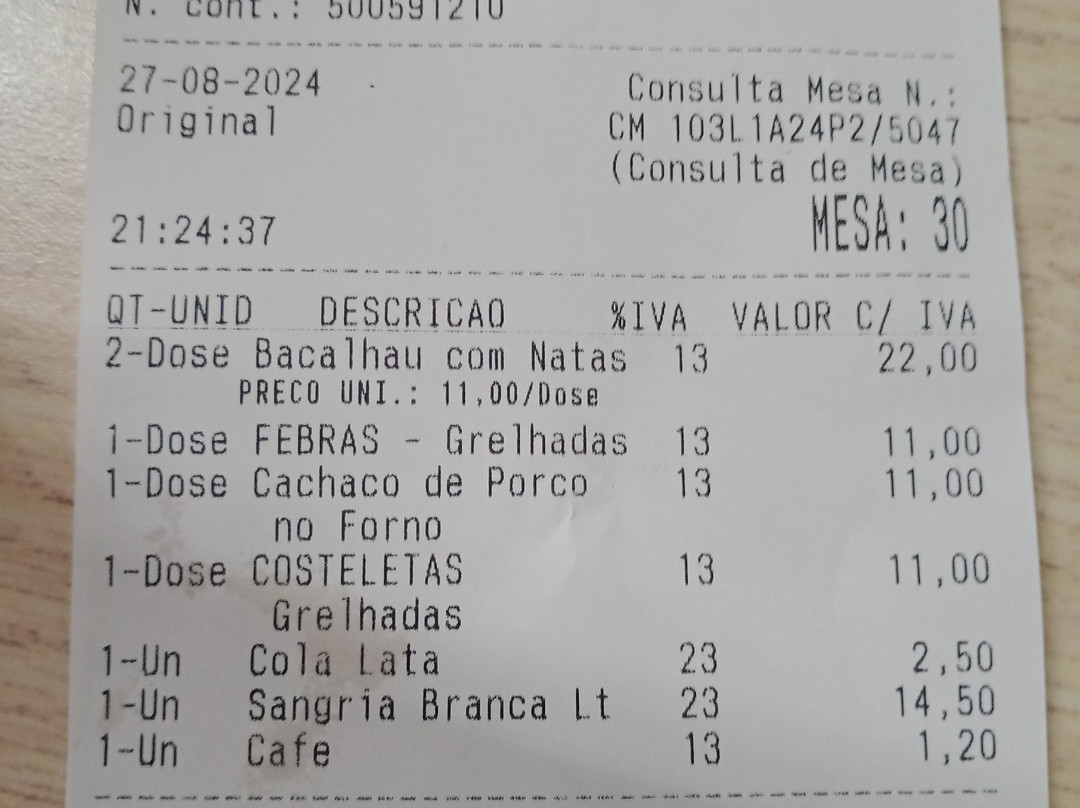 N. cont.: 500591210
27-08-2024 Consulta Mesa N.:
Original CM 103L1A24P2/5047
(Consulta de Mesa)
21:24:37 MESA: 30
QT-UNID DESCRICAO %IVA VALOR C/ IVA
2-Dose Bacalhau com Natas 13 22,00
PRECO UNI.: 11,00/Dose
1-Dose FEBRAS - Grelhadas 13 11,00
1-Dose Cachaco de Porco 13 11,00
no Forno
1-Dose COSTELETAS 13 11,00
Grelhadas
1-Un Cola Lata 23 2,50
1-Un Sangria Branca Lt 23 14,50
1-Un Cafe 13 1,20